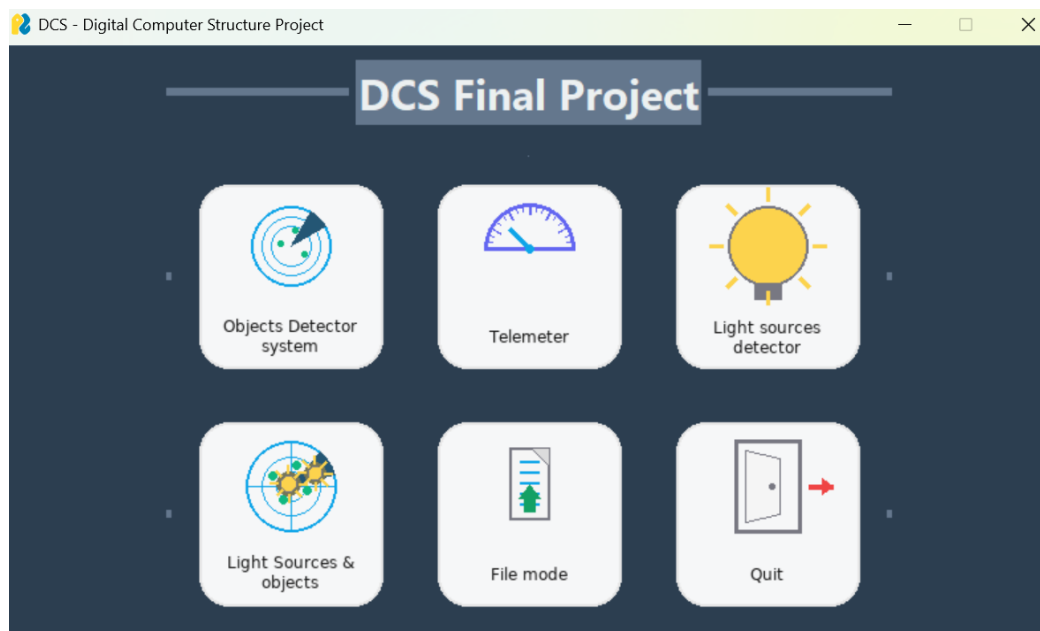 DCS - Digital Computer Structure Project
DCS Final Project
Objects Detector
system
Telemeter
Light sources
detector
Light Sources &
objects
File mode
Quit